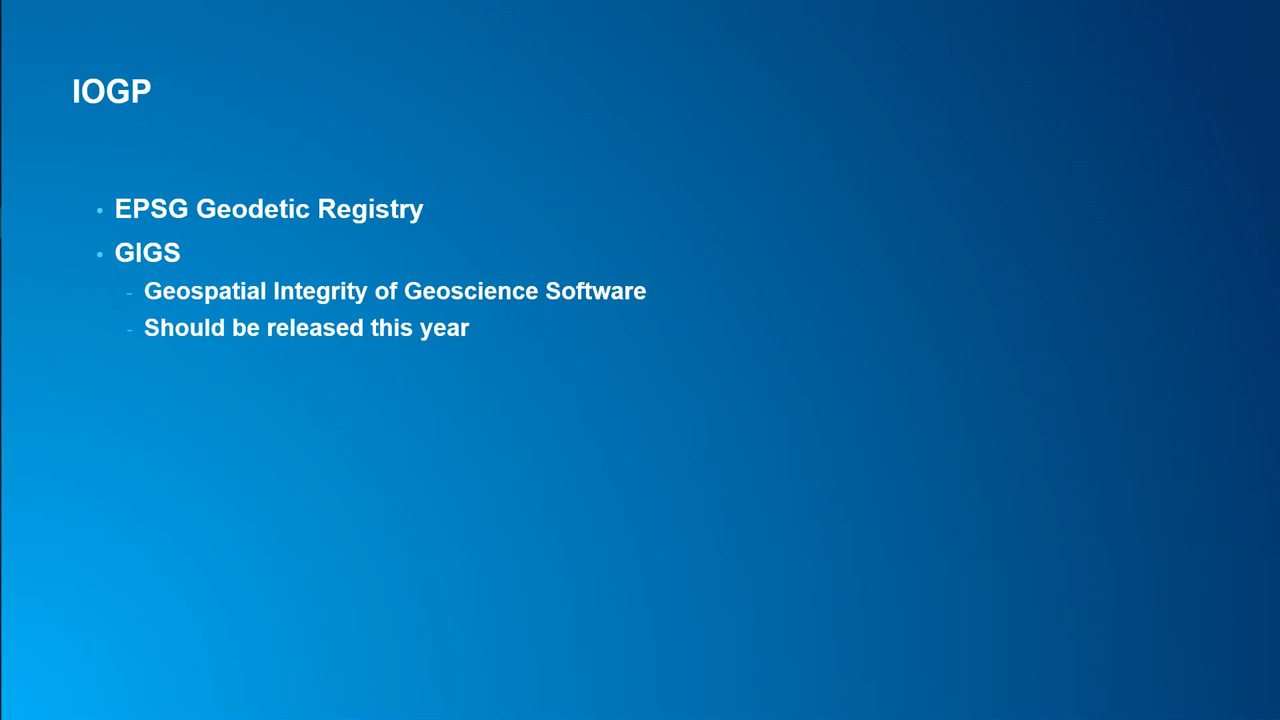 IOGP
• EPSG Geodetic Registry
• GIGS
- Geospatial Integrity of Geoscience Software
- Should be released this year